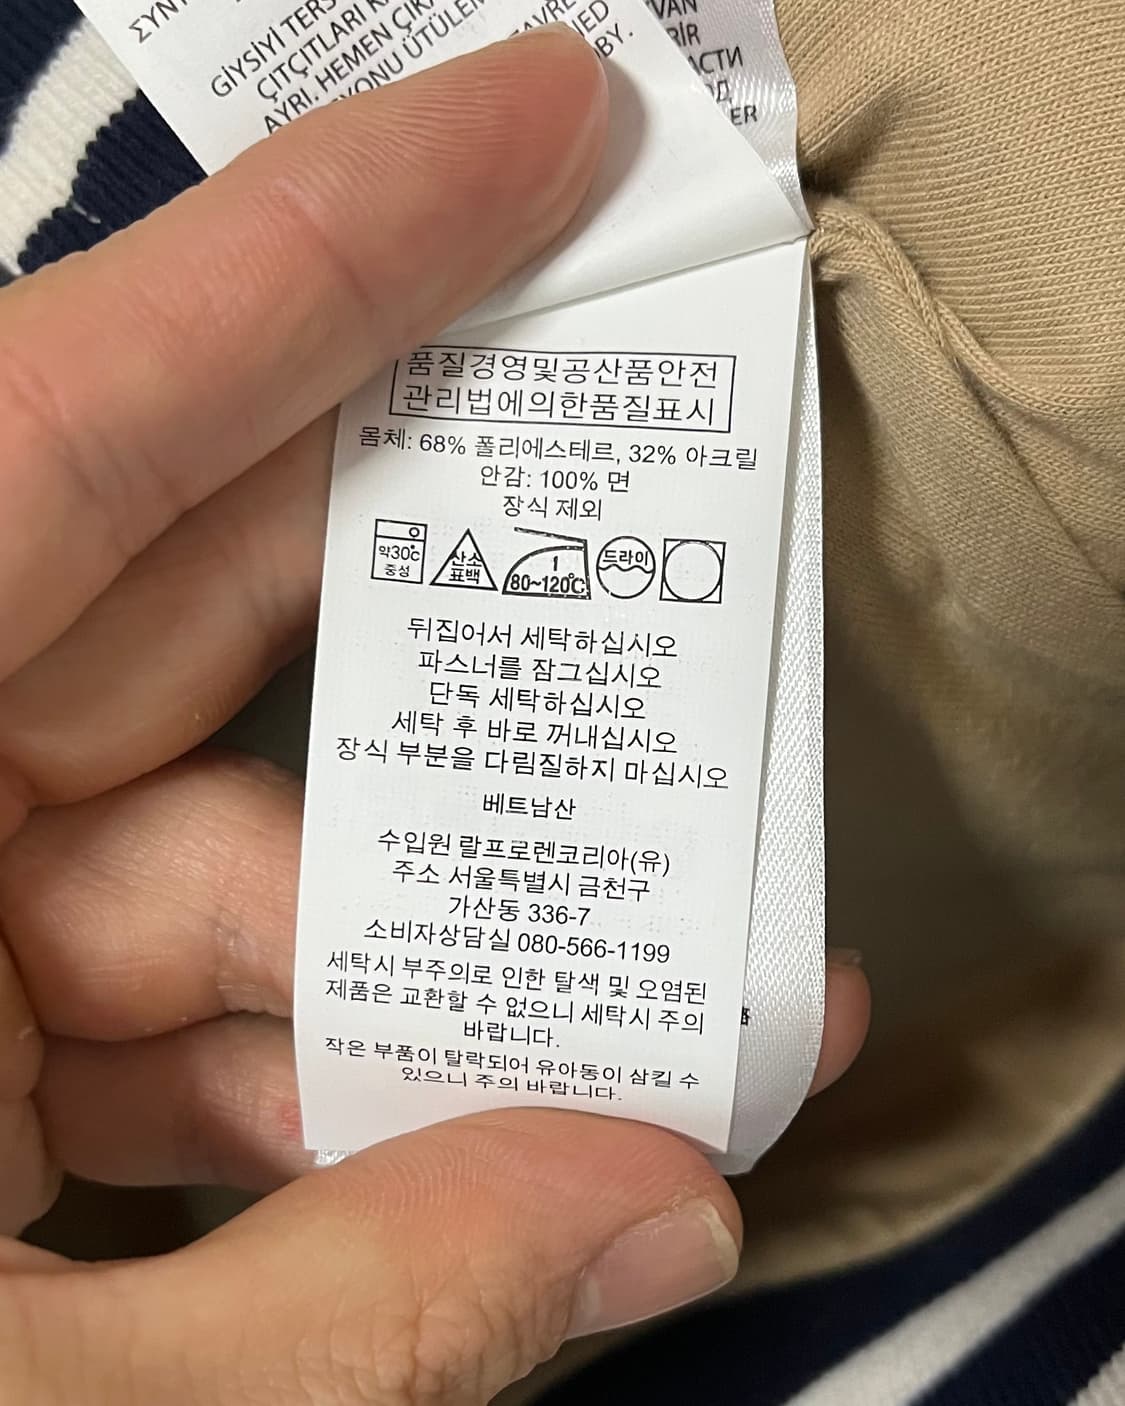 ΣΥΝΤ
GİYSİYİ TERS
ÇITÇITLARI K
AYRI. HEMEN ÇIKA
YONU ÜTÜLEM
BY.
ER
품질경영및공산품안전
관리법에의한품질표시
몸체: 68% 폴리에스테르, 32% 아크릴
안감: 100% 면
장식 제외
약30℃
중성
산소
표백
1
80~120℃
드라이
뒤집어서 세탁하십시오
파스너를 잠그십시오
단독 세탁하십시오
세탁 후 바로 꺼내십시오
장식 부분을 다림질하지 마십시오
베트남산
수입원 랄프로렌코리아(유)
주소 서울특별시 금천구
가산동 336-7
소비자상담실 080-566-1199
세탁시 부주의로 인한 탈색 및 오염된
제품은 교환할 수 없으니 세탁시 주의
바랍니다.
작은 부품이 탈락되어 유아동이 삼킬 수
있으니 주의 바랍니다.